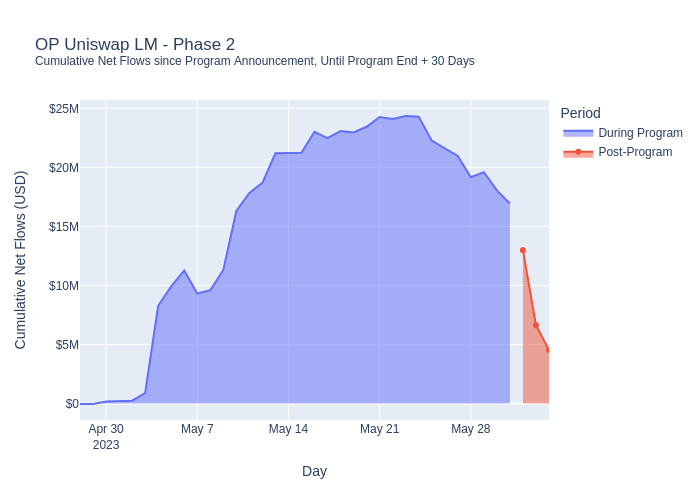 OP Uniswap LM - Phase 2
Cumulative Net Flows since Program Announcement, Until Program End + 30 Days
Period
During Program
Post-Program
Cumulative Net Flows (USD)
$25M
$20M
$15M
$10M
$5M
$0
Apr 30
2023
May 7
May 14
May 21
May 28
Day